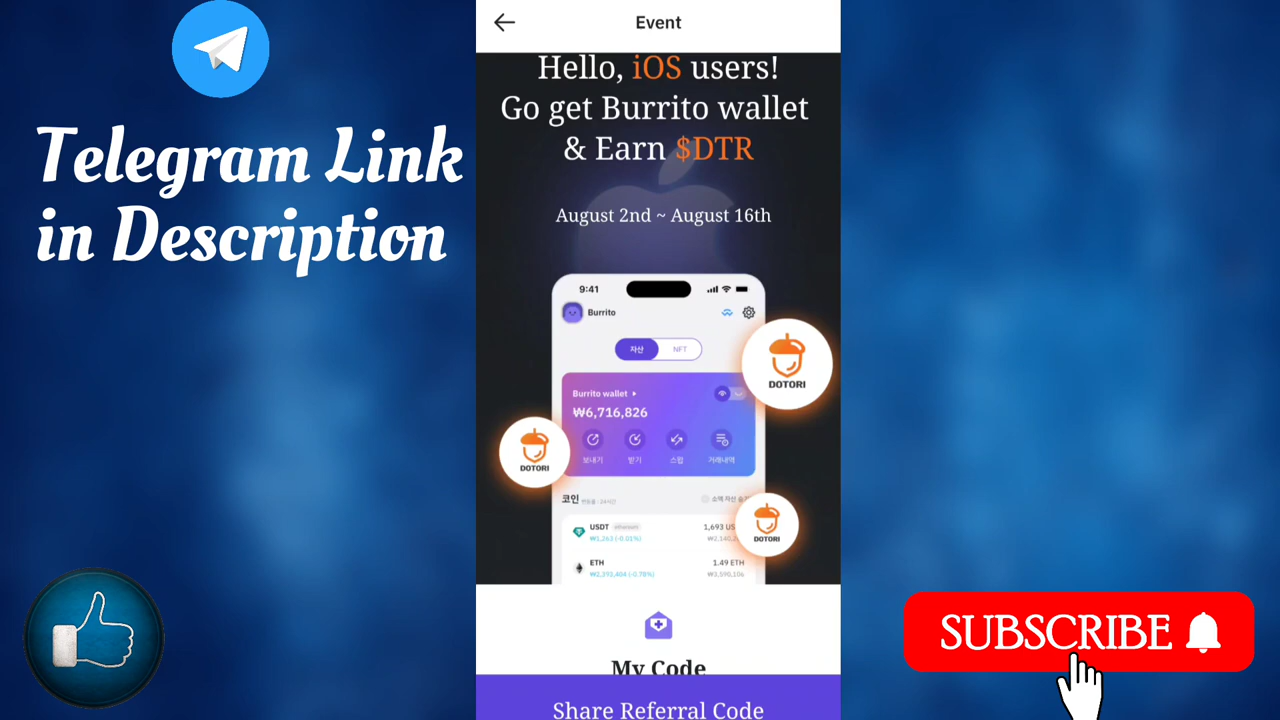 Telegram Link
in Description
Event
Hello, iOS users!
Go get Burrito wallet
& Earn $DTR
August 2nd ~ August 16th
9:41
Burrito
자산 NFT
Burrito wallet
₩6,716,826
보내기 받기 스왑 거래내역
DOTORI
DOTORI
DOTORI
코인
USDT ethereum 1,693
₩1,263 (-0.01%)
ETH 1.49 ETH
₩2,393,404 (-0.78%) ₩3,590,106
My Code
Share Referral Code
SUBSCRIBE